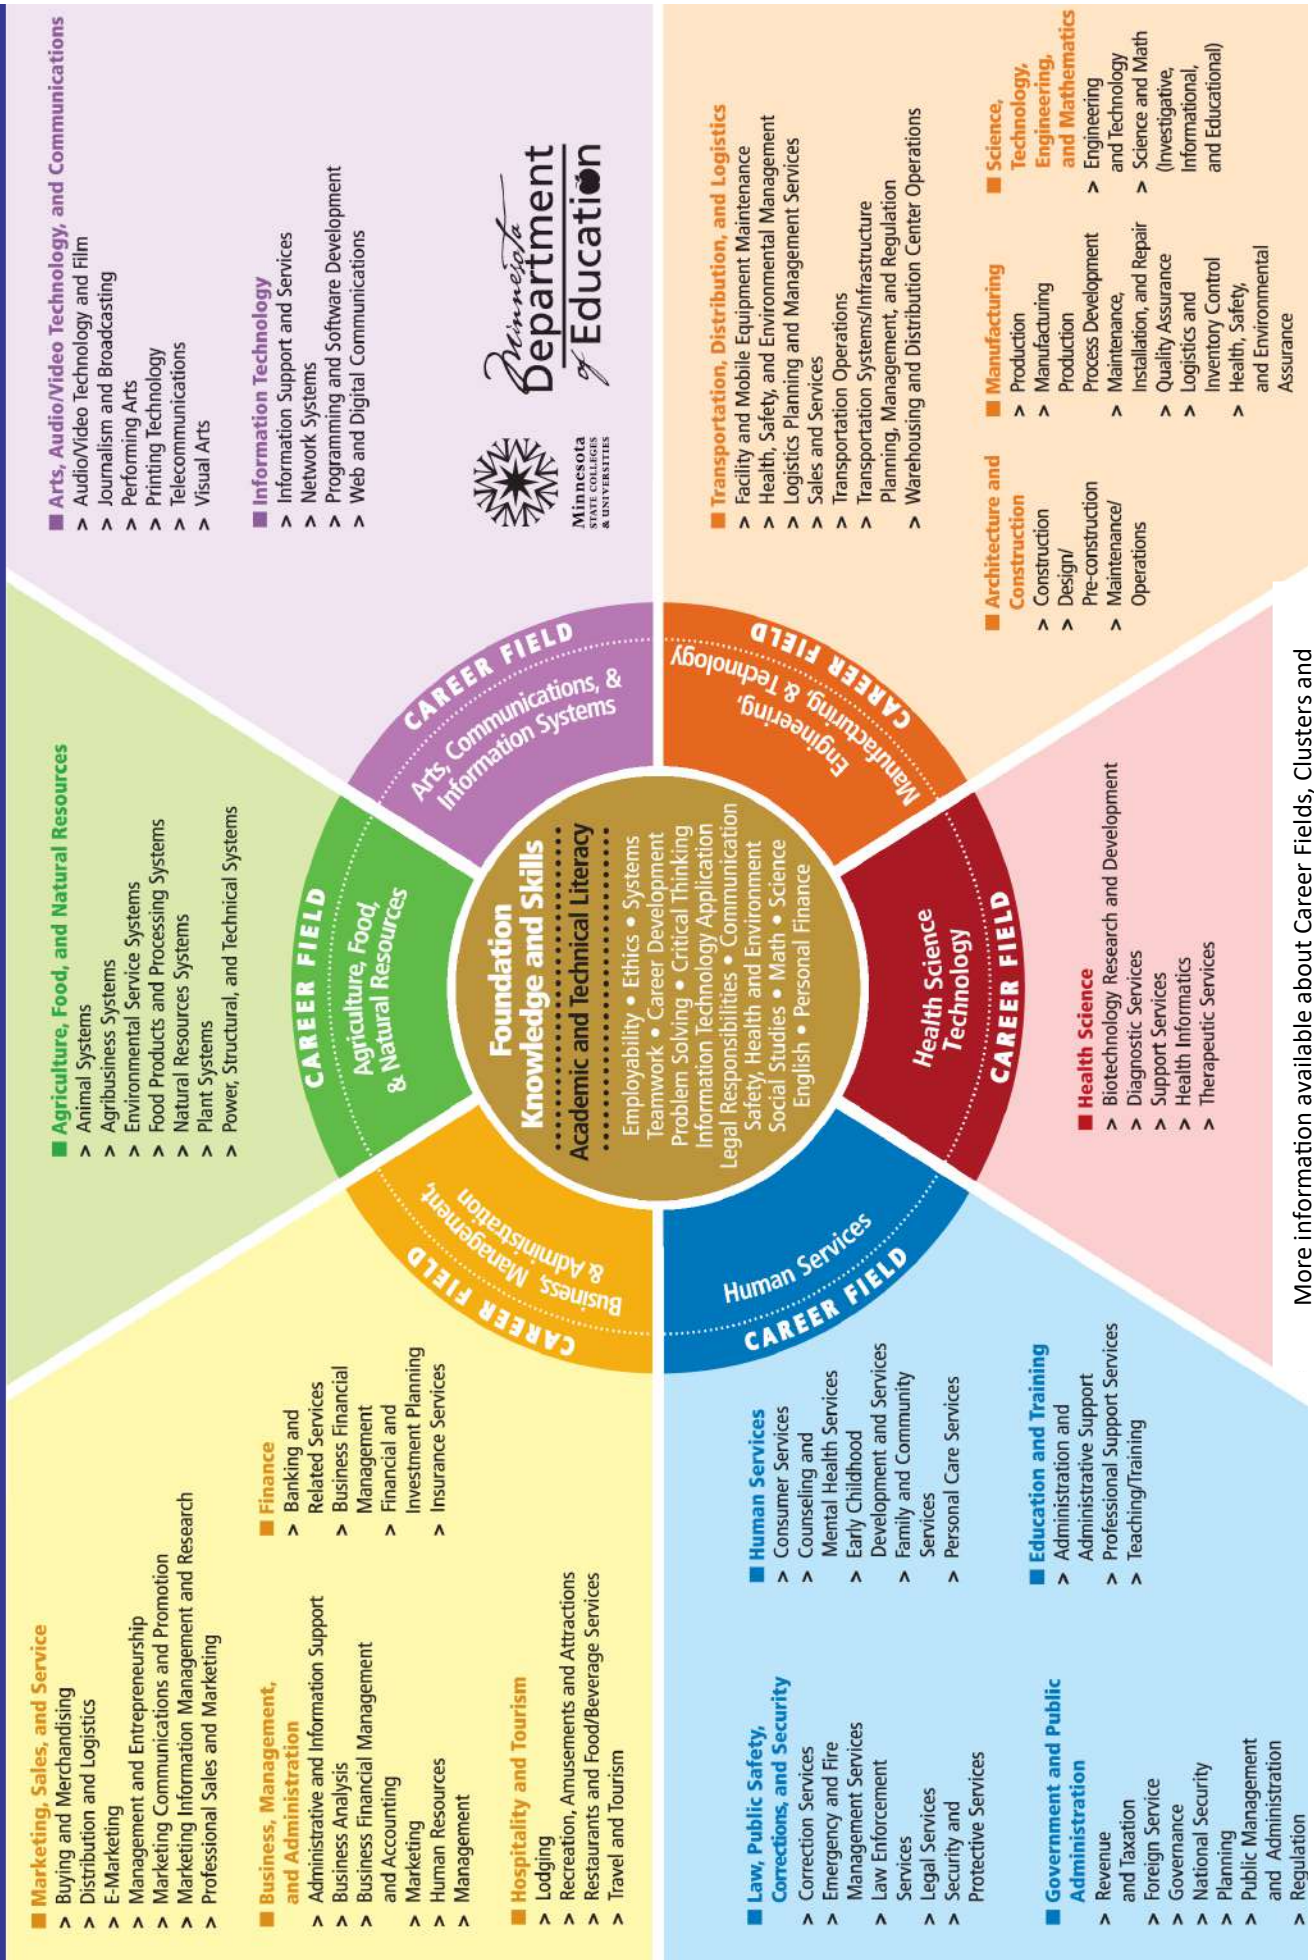 ■ Marketing, Sales, and Service
> Buying and Merchandising
> Distribution and Logistics
> E-Marketing
> Management and Entrepreneurship
> Marketing Communications and Promotion
> Marketing Information Management and Research
> Professional Sales and Marketing
■ Business, Management,
and Administration
> Administrative and Information Support
> Business Analysis
> Business Financial Management
and Accounting
> Marketing
> Human Resources
> Management
■ Finance
> Banking and
Related Services
> Business Financial
Management
> Financial and
Investment Planning
> Insurance Services
■ Hospitality and Tourism
> Lodging
> Recreation, Amusements and Attractions
> Restaurants and Food/Beverage Services
> Travel and Tourism
■ Agriculture, Food, and Natural Resources
> Animal Systems
> Agribusiness Systems
> Environmental Service Systems
> Food Products and Processing Systems
> Natural Resources Systems
> Plant Systems
> Power, Structural, and Technical Systems
■ Arts, Audio/Video Technology, and Communications
> Audio/Video Technology and Film
> Journalism and Broadcasting
> Performing Arts
> Printing Technology
> Telecommunications
> Visual Arts
■ Information Technology
> Information Support and Services
> Network Systems
> Programming and Software Development
> Web and Digital Communications
Minnesota
STATE COLLEGES
& UNIVERSITIES
Minnesota
Department
of Education
CAREER FIELD
Business, Management,
& Administration
CAREER FIELD
Agriculture, Food,
& Natural Resources
CAREER FIELD
Arts, Communications, &
Information Systems
Foundation
Knowledge and Skills
Academic and Technical Literacy
Employability • Ethics • Systems
Teamwork • Career Development
Problem Solving • Critical Thinking
Information Technology Application
Legal Responsibilities • Communication
Safety, Health and Environment
Social Studies • Math • Science
English • Personal Finance
Human Services
CAREER FIELD
Health Science
Technology
CAREER FIELD
Engineering,
Manufacturing, & Technology
CAREER FIELD
■ Law, Public Safety,
Corrections, and Security
> Correction Services
> Emergency and Fire
Management Services
> Law Enforcement
Services
> Legal Services
> Security and
Protective Services
■ Human Services
> Consumer Services
> Counseling and
Mental Health Services
> Early Childhood
Development and Services
> Family and Community
Services
> Personal Care Services
■ Government and Public
Administration
> Revenue
and Taxation
> Foreign Service
> Governance
> National Security
> Planning
> Public Management
and Administration
> Regulation
■ Education and Training
> Administration and
Administrative Support
> Professional Support Services
> Teaching/Training
■ Health Science
> Biotechnology Research and Development
> Diagnostic Services
> Support Services
> Health Informatics
> Therapeutic Services
■ Transportation, Distribution, and Logistics
> Facility and Mobile Equipment Maintenance
> Health, Safety, and Environmental Management
> Logistics Planning and Management Services
> Sales and Services
> Transportation Operations
> Transportation Systems/Infrastructure
Planning, Management, and Regulation
> Warehousing and Distribution Center Operations
■ Architecture and
Construction
> Construction
> Design/
Pre-construction
> Maintenance/
Operations
■ Manufacturing
> Production
> Manufacturing
Production
Process Development
> Maintenance,
Installation, and Repair
> Quality Assurance
> Logistics and
Inventory Control
> Health, Safety,
and Environmental
Assurance
■ Science,
Technology,
Engineering,
and Mathematics
> Engineering
and Technology
> Science and Math
(Investigative,
Informational,
and Educational)
More information available about Career Fields, Clusters and